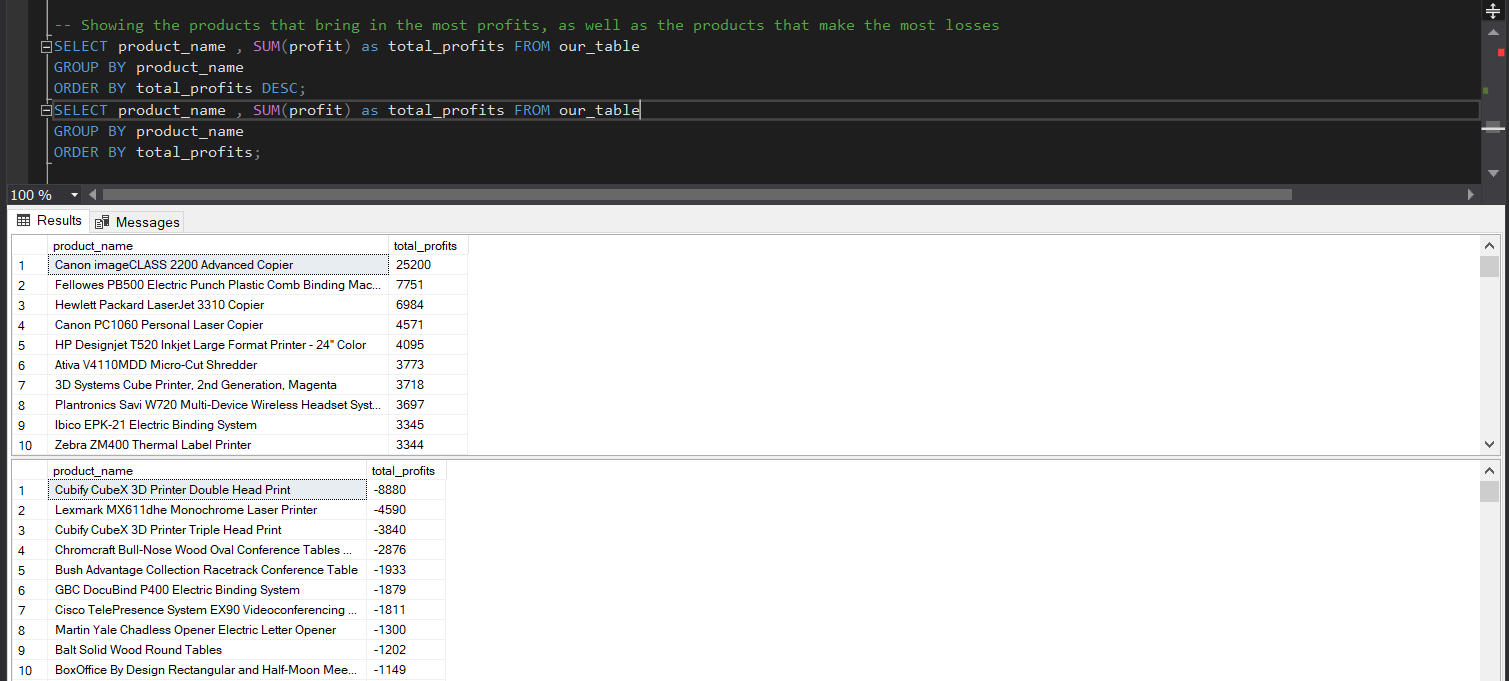 -- Showing the products that bring in the most profits, as well as the products that make the most losses
SELECT product_name , SUM(profit) as total_profits FROM our_table
GROUP BY product_name
ORDER BY total_profits DESC;
SELECT product_name , SUM(profit) as total_profits FROM our_table
GROUP BY product_name
ORDER BY total_profits;
100 %
Results Messages
product_name total_profits
1 Canon imageCLASS 2200 Advanced Copier 25200
2 Fellowes PB500 Electric Punch Plastic Comb Binding Mac... 7751
3 Hewlett Packard LaserJet 3310 Copier 6984
4 Canon PC1060 Personal Laser Copier 4571
5 HP Designjet T520 Inkjet Large Format Printer - 24" Color 4095
6 Ativa V4110MDD Micro-Cut Shredder 3773
7 3D Systems Cube Printer, 2nd Generation, Magenta 3718
8 Plantronics Savi W720 Multi-Device Wireless Headset Syst... 3697
9 Ibico EPK-21 Electric Binding System 3345
10 Zebra ZM400 Thermal Label Printer 3344
product_name total_profits
1 Cubify CubeX 3D Printer Double Head Print -8880
2 Lexmark MX611dhe Monochrome Laser Printer -4590
3 Cubify CubeX 3D Printer Triple Head Print -3840
4 Chromcraft Bull-Nose Wood Oval Conference Tables ... -2876
5 Bush Advantage Collection Racetrack Conference Table -1933
6 GBC DocuBind P400 Electric Binding System -1879
7 Cisco TelePresence System EX90 Videoconferencing ... -1811
8 Martin Yale Chadless Opener Electric Letter Opener -1300
9 Balt Solid Wood Round Tables -1202
10 BoxOffice By Design Rectangular and Half-Moon Mee... -1149